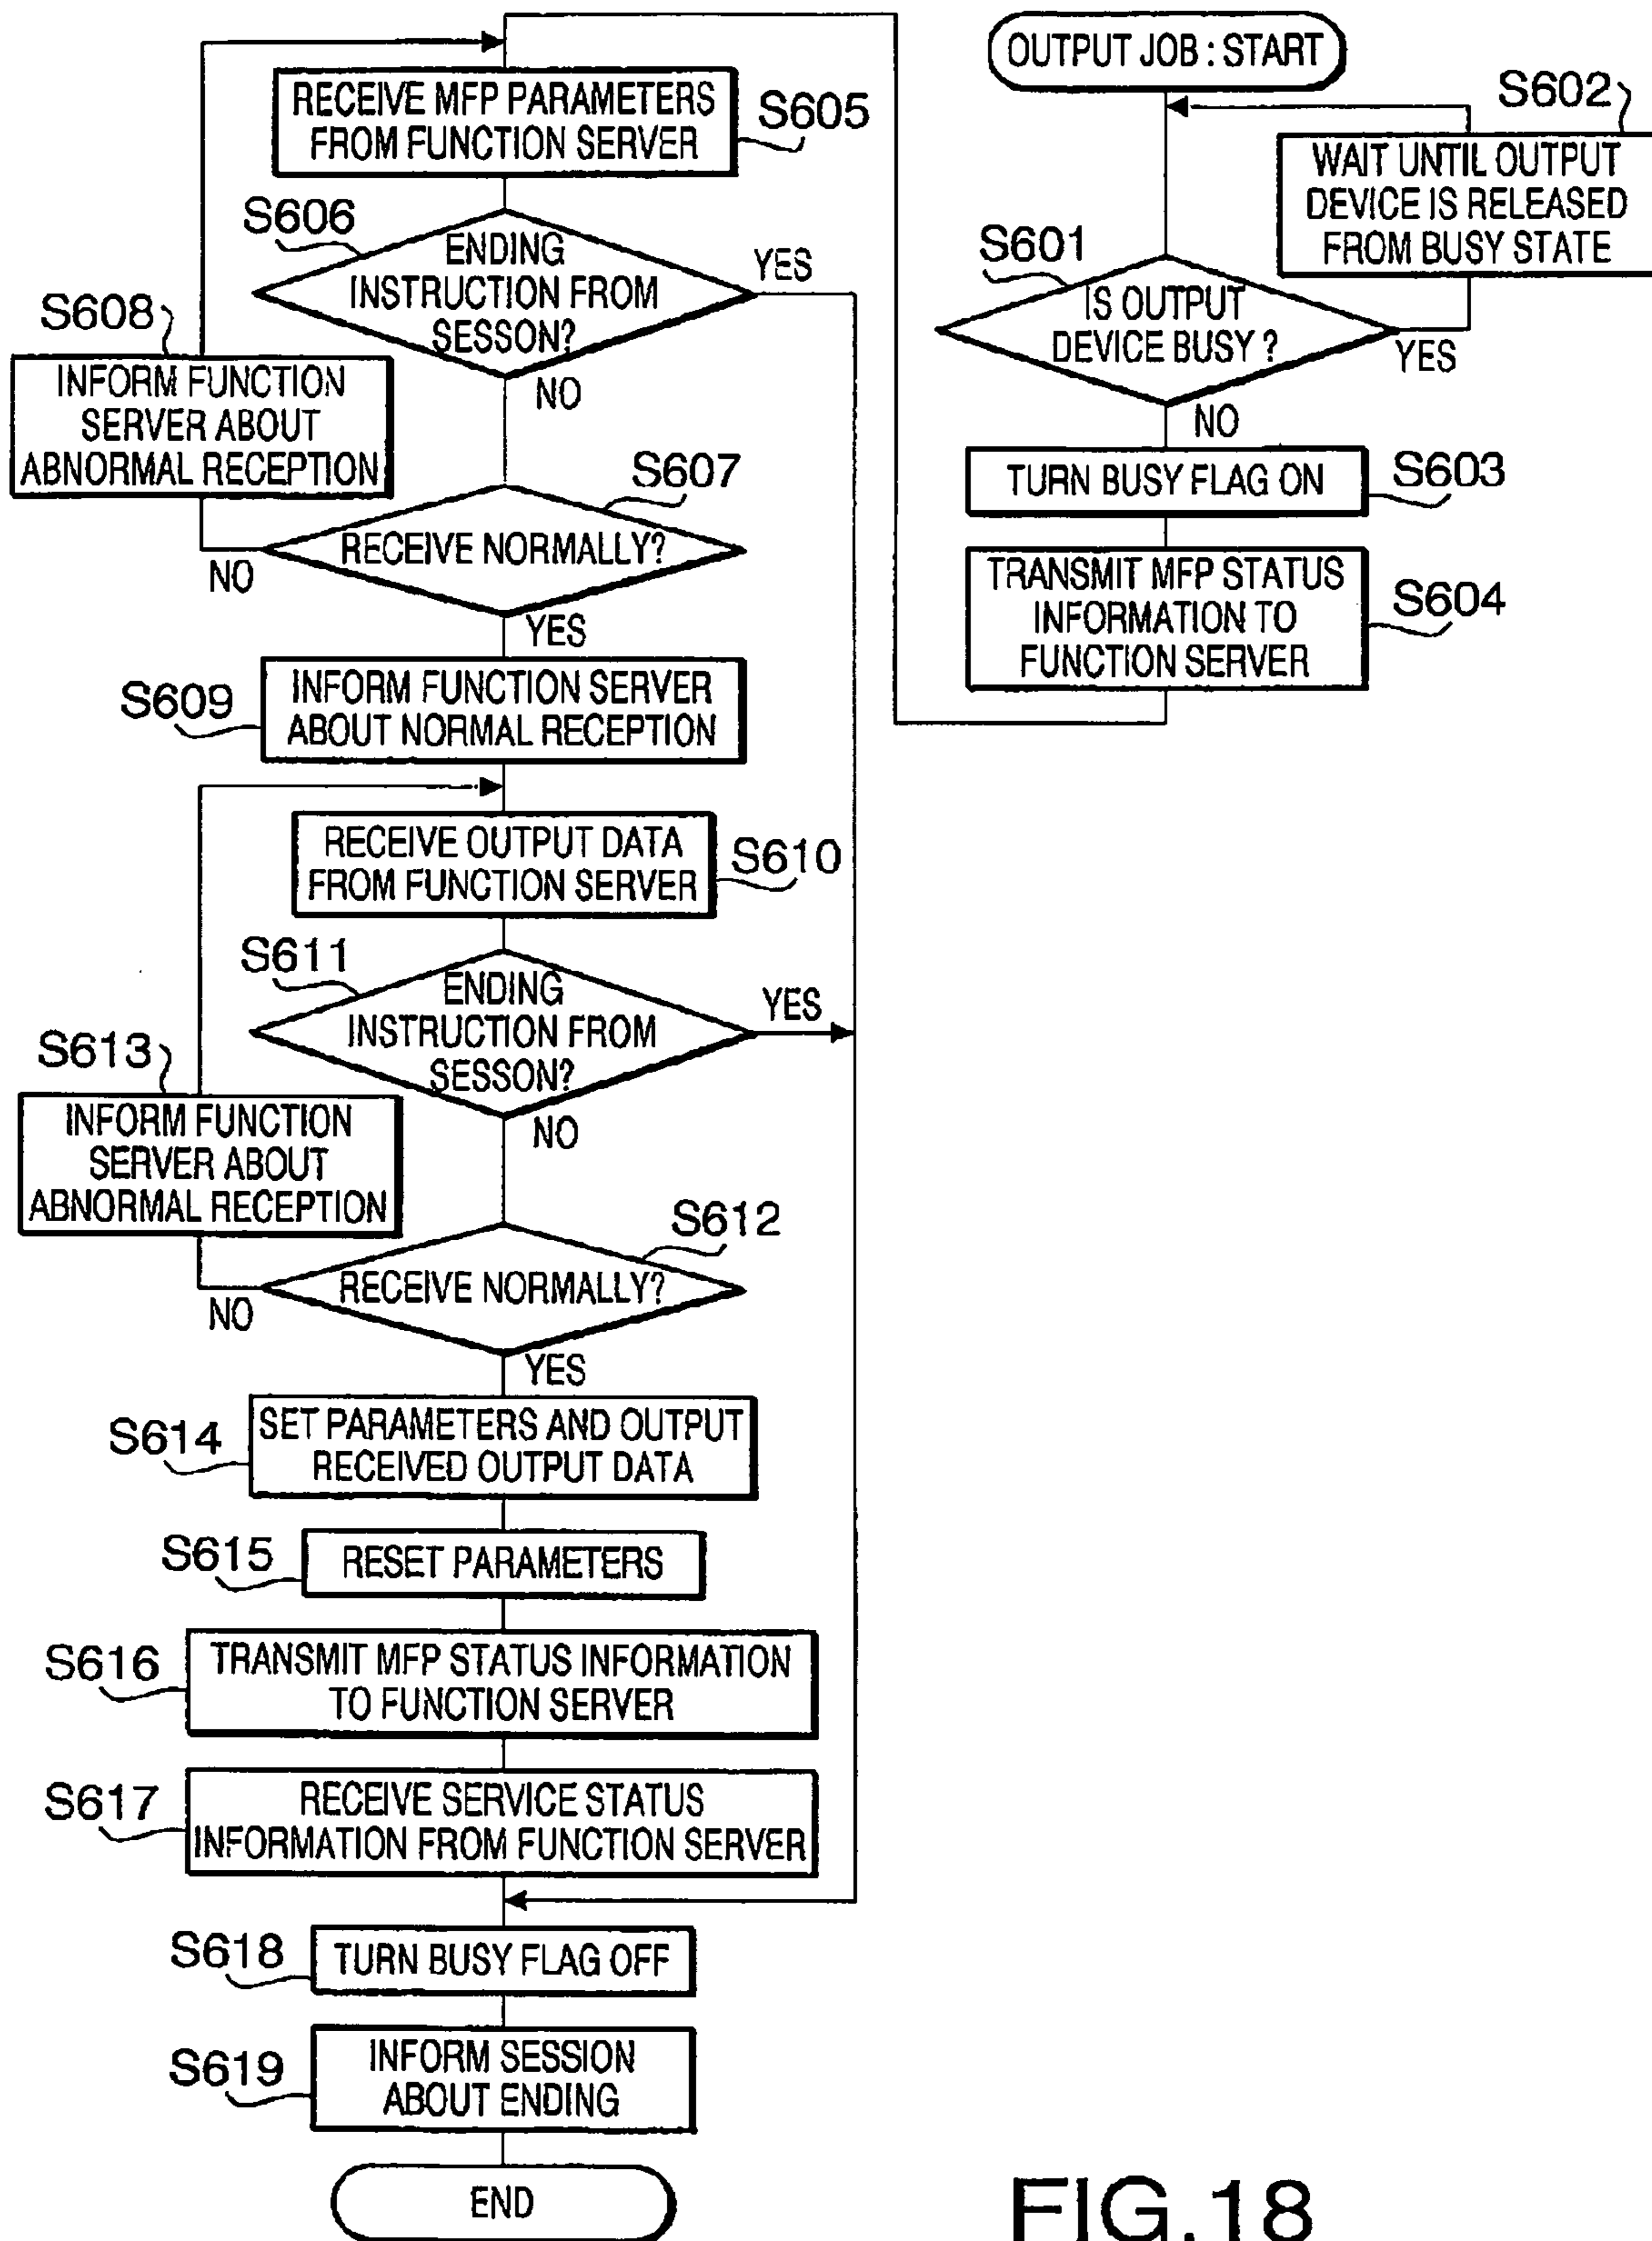 OUTPUT JOB : START
S602
WAIT UNTIL OUTPUT
DEVICE IS RELEASED
FROM BUSY STATE
S601
IS OUTPUT
DEVICE BUSY ?
YES
NO
TURN BUSY FLAG ON
S603
TRANSMIT MFP STATUS
INFORMATION TO
FUNCTION SERVER
S604
RECEIVE MFP PARAMETERS
FROM FUNCTION SERVER
S605
S606
ENDING
INSTRUCTION FROM
SESSON?
YES
NO
S608
INFORM FUNCTION
SERVER ABOUT
ABNORMAL RECEPTION
S607
RECEIVE NORMALLY?
NO
YES
S609
INFORM FUNCTION SERVER
ABOUT NORMAL RECEPTION
RECEIVE OUTPUT DATA
FROM FUNCTION SERVER
S610
S611
ENDING
INSTRUCTION FROM
SESSON?
YES
NO
S613
INFORM FUNCTION
SERVER ABOUT
ABNORMAL RECEPTION
S612
RECEIVE NORMALLY?
NO
YES
S614
SET PARAMETERS AND OUTPUT
RECEIVED OUTPUT DATA
S615
RESET PARAMETERS
S616
TRANSMIT MFP STATUS INFORMATION
TO FUNCTION SERVER
S617
RECEIVE SERVICE STATUS
INFORMATION FROM FUNCTION SERVER
S618
TURN BUSY FLAG OFF
S619
INFORM SESSION
ABOUT ENDING
END
FIG.18